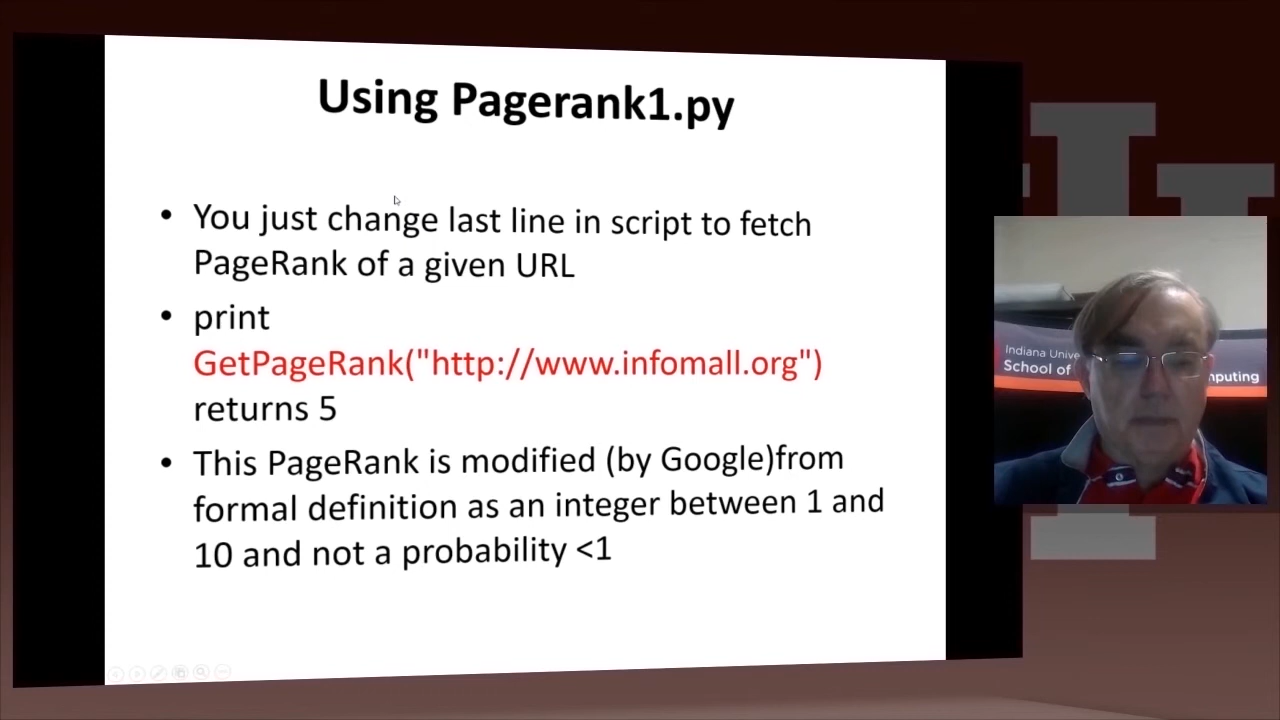 Using Pagerank1.py
• You just change last line in script to fetch
PageRank of a given URL
• print
GetPageRank("http://www.infomall.org")
returns 5
• This PageRank is modified (by Google)from
formal definition as an integer between 1 and
10 and not a probability <1
Indiana Unive
School of
mputing